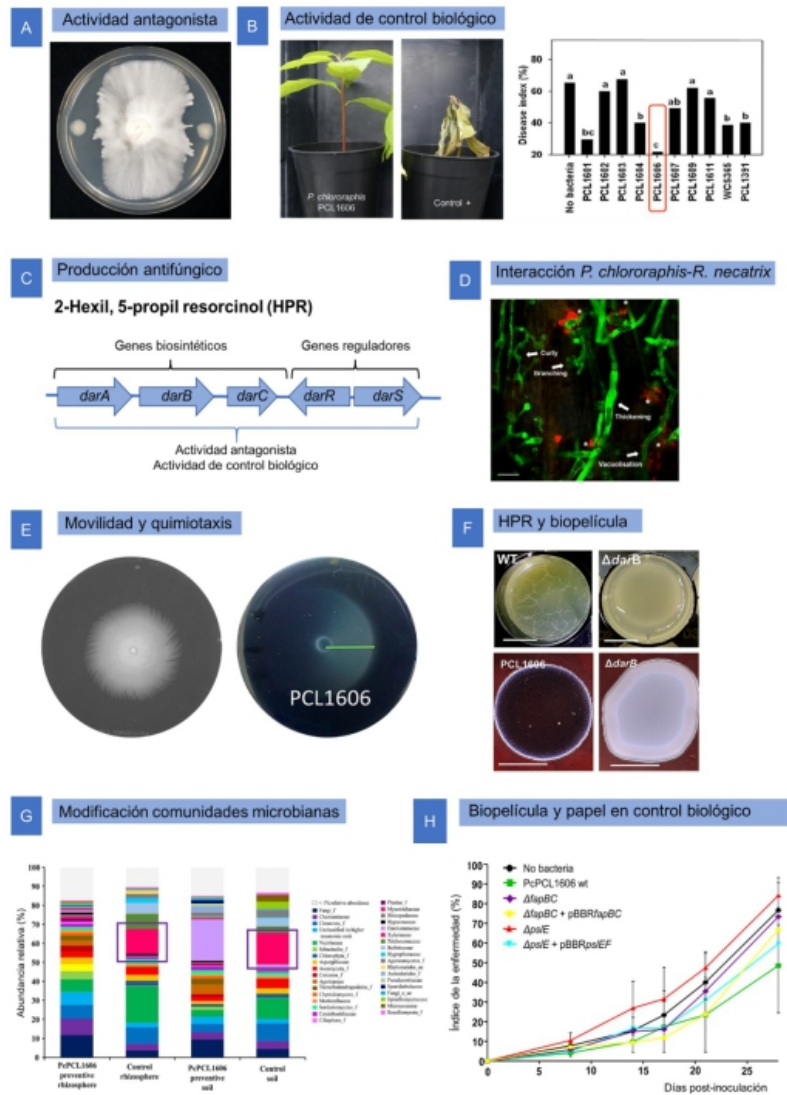 A
Actividad antagonista
B
Actividad de control biológico
P. chlororaphis
PCL1606
Control +
Disease index (%)
80
60
40
20
a
bc
a
a
b
c
ab
a
a
b
b
No bacteria
PCL1601
PCL1602
PCL1603
PCL1604
PCL1606
PCL1607
PCL1609
PCL1611
WCS365
PCL1391
C
Producción antifúngico
2-Hexil, 5-propil resorcinol (HPR)
Genes biosintéticos
Genes reguladores
darA
darB
darC
darR
darS
Actividad antagonista
Actividad de control biológico
D
Interacción P. chlororaphis-R. necatrix
Curly
Branching
Thickening
Vacuolisation
E
Movilidad y quimiotaxis
PCL1606
F
HPR y biopelícula
WT
ΔdarB
PCL1606
ΔdarB
G
Modificación comunidades microbianas
Abundancia relativa (%)
100
90
80
70
60
50
40
30
20
10
0
PcPCL1606
preventive
rhizosphere
Control
rhizosphere
PcPCL1606
preventive
soil
Control
soil
H
Biopelícula y papel en control biológico
Índice de la enfermedad (%)
100
90
80
70
60
50
40
30
20
10
0
No bacteria
PcPCL1606 wt
ΔfapBC
ΔfapBC + pBBRfapBC
ΔpslE
ΔpslE + pBBRpslEF
0
5
10
15
20
25
Días post-inoculación